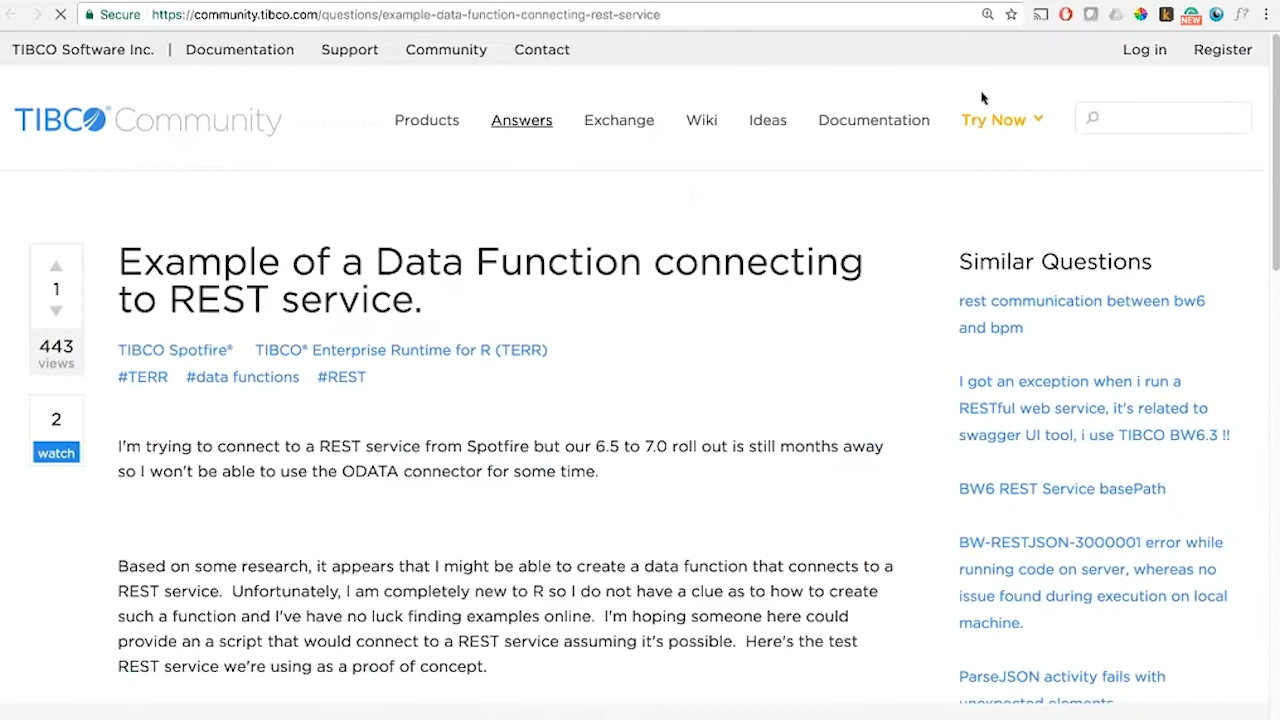 Secure https://community.tibco.com/questions/example-data-function-connecting-rest-service
NEW
f?
TIBCO Software Inc. | Documentation Support Community Contact Log in Register
TIBCO® Community Products Answers Exchange Wiki Ideas Documentation Try Now
Example of a Data Function connecting
to REST service.
1
443
views
2
watch
TIBCO Spotfire® TIBCO® Enterprise Runtime for R (TERR)
#TERR #data functions #REST
I'm trying to connect to a REST service from Spotfire but our 6.5 to 7.0 roll out is still months away
so I won't be able to use the ODATA connector for some time.
Based on some research, it appears that I might be able to create a data function that connects to a
REST service. Unfortunately, I am completely new to R so I do not have a clue as to how to create
such a function and I've have no luck finding examples online. I'm hoping someone here could
provide an a script that would connect to a REST service assuming it's possible. Here's the test
REST service we're using as a proof of concept.
Similar Questions
rest communication between bw6
and bpm
I got an exception when i run a
RESTful web service, it's related to
swagger UI tool, i use TIBCO BW6.3 !!
BW6 REST Service basePath
BW-RESTJSON-3000001 error while
running code on server, whereas no
issue found during execution on local
machine.
ParseJSON activity fails with
unexpected elements